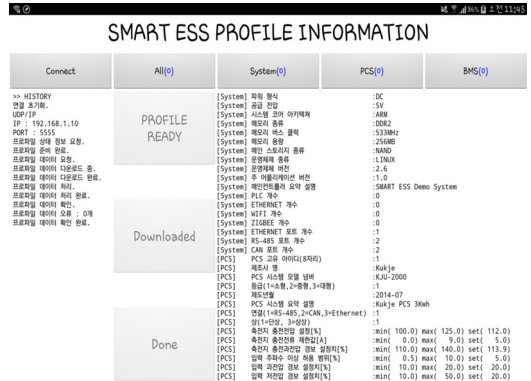 86% 오전 11:45
SMART ESS PROFILE INFORMATION
Connect
All(0)
System(0)
PCS(0)
BMS(0)
>> HISTORY
연결 초기화.
UDP/IP
IP : 192.168.1.10
PORT : 5555
프로파일 상태 정보 요청.
프로파일 준비 완료.
프로파일 데이터 요청.
프로파일 데이터 다운로드 중.
프로파일 데이터 다운로드 완료.
프로파일 데이터 처리.
프로파일 데이터 처리 완료.
프로파일 데이터 확인.
프로파일 데이터 오류 : 0개
프로파일 데이터 확인 완료.
PROFILE
READY
Downloaded
Done
[System] 파워 형식 :DC
[System] 공급 전압 :5V
[System] 시스템 코어 아키텍쳐 :ARM
[System] 메모리 종류 :DDR2
[System] 메모리 버스 클럭 :533MHz
[System] 메모리 용량 :256MB
[System] 메인 스토리지 종류 :NAND
[System] 운영체제 종류 :LINUX
[System] 운영체제 버전 :2.6
[System] 주 어플리케이션 버전 :1.0
[System] 메인컨트롤러 요약 설명 :SMART ESS Demo System
[System] PLC 개수 :0
[System] ETHERNET 개수 :0
[System] WIFI 개수 :0
[System] ZIGBEE 개수 :0
[System] ETHERNET 포트 개수 :1
[System] RS-485 포트 개수 :2
[System] CAN 포트 개수 :2
[PCS] PCS 고유 아이디(8자리) :1
[PCS] 제조사 명 :Kukje
[PCS] PCS 시스템 모델 넘버 :KJU-2000
[PCS] 등급(1=소형,2=중형,3=대형) :1
[PCS] 제도년월 :2014-07
[PCS] PCS 시스템 요약 설명 :Kukje PCS 3Kwh
[PCS] 연결(1=RS-485,2=CAN,3=Ethernet) :1
[PCS] 상(1=단상, 3=삼상) :1
[PCS] 축전지 충전전압 설정[%] :min( 100.0) max( 125.0) set( 112.0)
[PCS] 축전지 충전전류 제한값[A] :min( 0.0) max( 9.0) set( 5.0)
[PCS] 축전지 충전과전압 경보 설정치[%] :min( 110.0) max( 140.0) set( 113.9)
[PCS] 입력 주파수 이상 허용 범위[%] :min( 0.5) max( 10.0) set( 5.0)
[PCS] 입력 과전압 경보 설정치[%] :min( 10.0) max( 20.0) set( 20.0)
[PCS] 입력 저전압 경보 설정치[%] :min( 10.0) max( 50.0) set( 20.0)